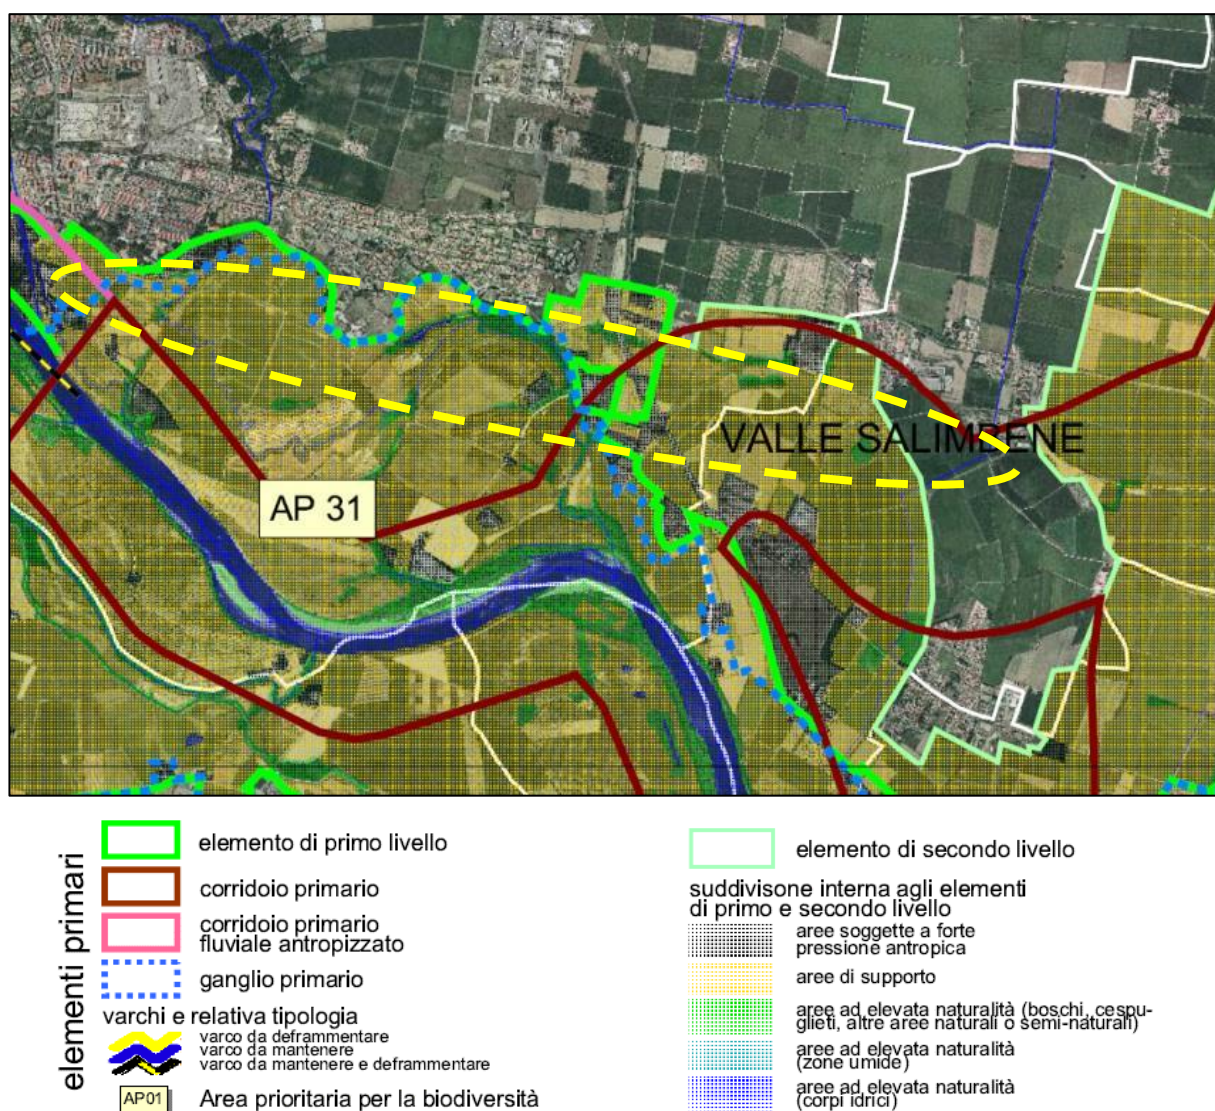 VALLE SALIMBENE
AP 31
elementi primari
elemento di primo livello
corridoio primario
corridoio primario
fluviale antropizzato
ganglio primario
varchi e relativa tipologia
varco da deframmentare
varco da mantenere
varco da mantenere e deframmentare
AP01
Area prioritaria per la biodiversità
elemento di secondo livello
suddivisone interna agli elementi
di primo e secondo livello
aree soggette a forte
pressione antropica
aree di supporto
aree ad elevata naturalità (boschi, cespu-
glieti, altre aree naturali o semi-naturali)
aree ad elevata naturalità
(zone umide)
aree ad elevata naturalità
(corpi idrici)